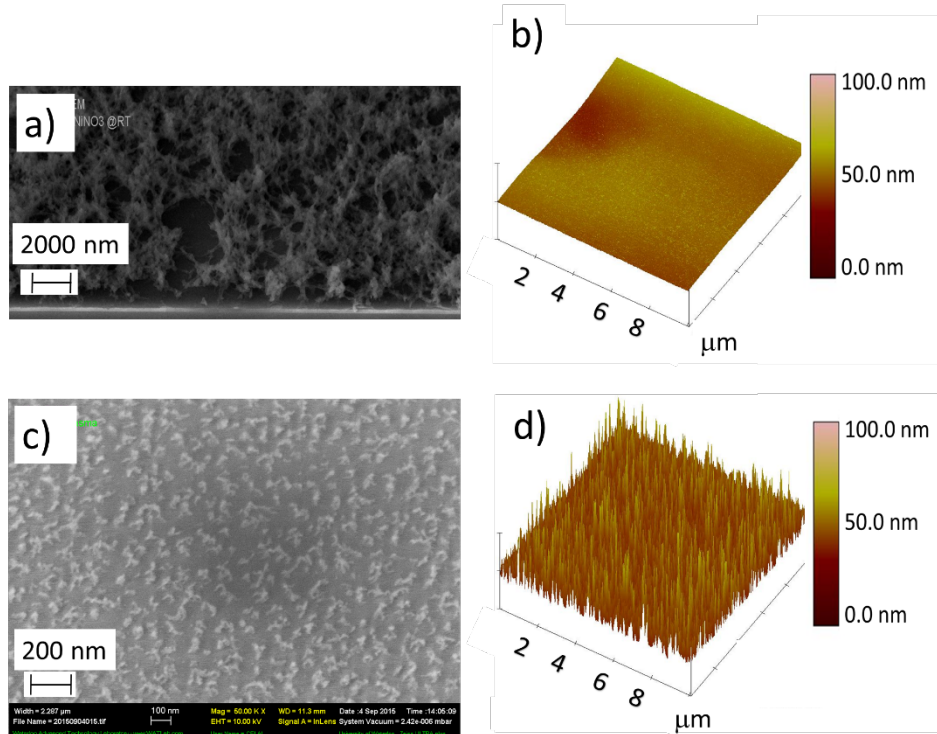 a)
EM
NINO3 @RT
2000 nm
b)
100.0 nm
50.0 nm
0.0 nm
2
4
6
8
μm
c)
200 nm
Width = 2.287 μm
100 nm
Mag = 50.00 K X
WD = 11.3 mm
Date :4 Sep 2015
Time :14:05:09
File Name = 20150904015.tif
EHT = 10.00 kV
Signal A = InLens
System Vacuum = 2.42e-006 mbar
d)
100.0 nm
50.0 nm
0.0 nm
2
4
6
8
μm